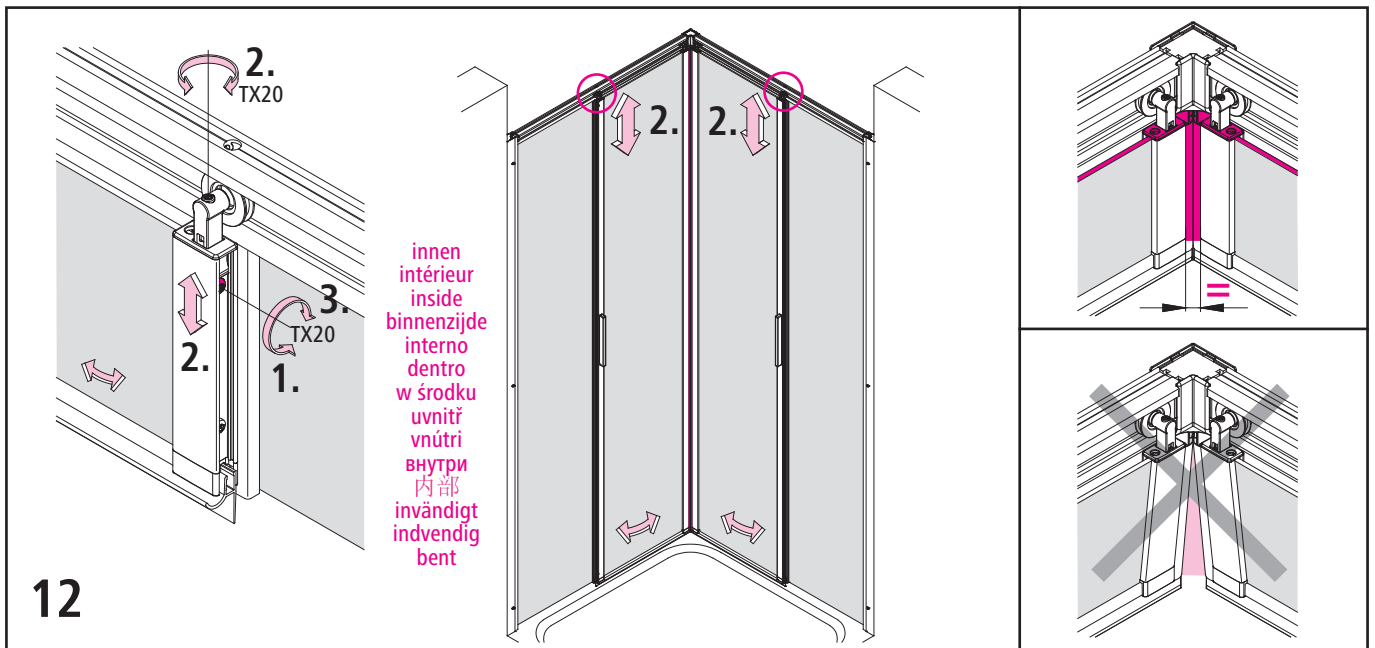 2.
TX20
3.
TX20
2.
1.
12
innen
intérieur
inside
binnenzijde
interno
dentro
w środku
uvnitř
vnútri
внутри
内部
invändigt
indvendig
bent
2.
2.
=